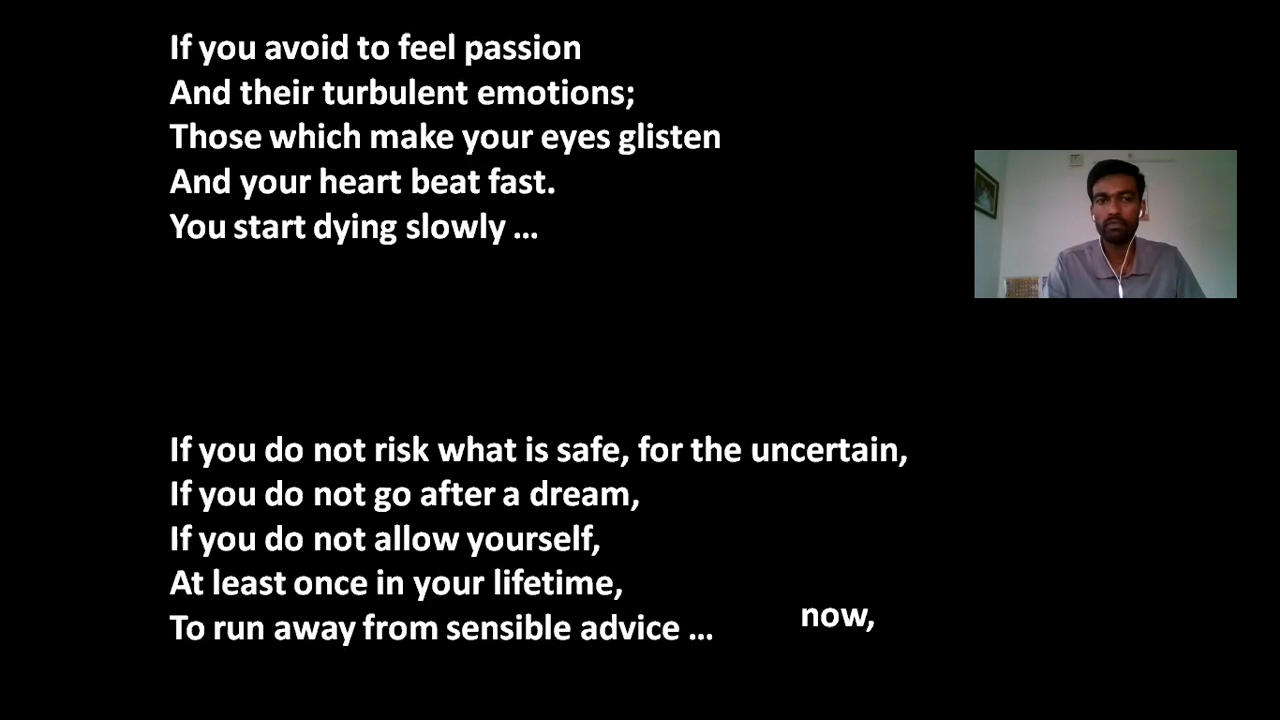 If you avoid to feel passion
And their turbulent emotions;
Those which make your eyes glisten
And your heart beat fast.
You start dying slowly ...
If you do not risk what is safe, for the uncertain,
If you do not go after a dream,
If you do not allow yourself,
At least once in your lifetime,
To run away from sensible advice ...
now,